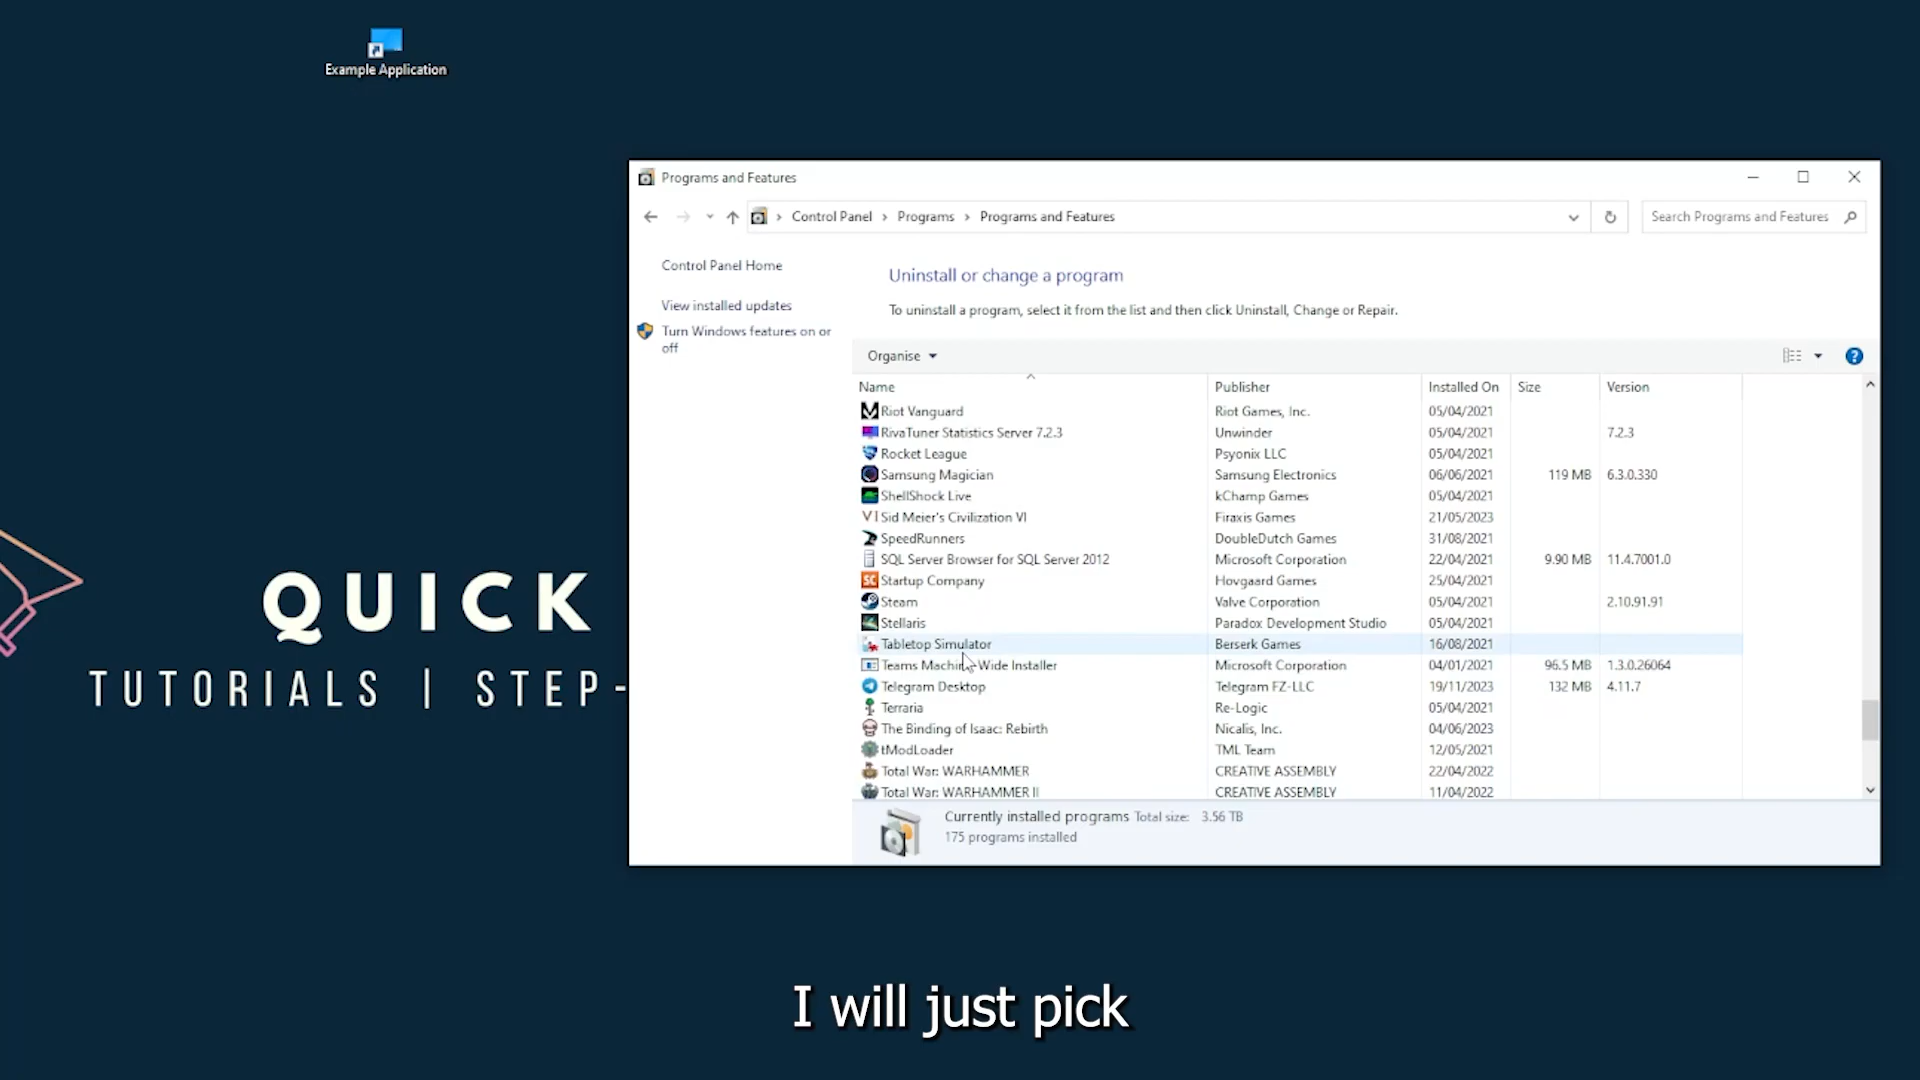 Example Application
QUICK
TUTORIALS | STEP-
Programs and Features
Control Panel > Programs > Programs and Features
Search Programs and Features
Control Panel Home
View installed updates
Turn Windows features on or
off
Uninstall or change a program
To uninstall a program, select it from the list and then click Uninstall, Change or Repair.
Organise
Name Publisher Installed On Size Version
Riot Vanguard Riot Games, Inc. 05/04/2021
RivaTuner Statistics Server 7.2.3 Unwinder 05/04/2021 7.2.3
Rocket League Psyonix LLC 05/04/2021
Samsung Magician Samsung Electronics 06/06/2021 119 MB 6.3.0.330
ShellShock Live kChamp Games 05/04/2021
VI Sid Meier's Civilization VI Firaxis Games 21/05/2023
SpeedRunners DoubleDutch Games 31/08/2021
SQL Server Browser for SQL Server 2012 Microsoft Corporation 22/04/2021 9.90 MB 11.4.7001.0
SC Startup Company Hovgaard Games 25/04/2021
Steam Valve Corporation 05/04/2021 2.10.91.91
Stellaris Paradox Development Studio 05/04/2021
Tabletop Simulator Berserk Games 16/08/2021
Teams Machine-Wide Installer Microsoft Corporation 04/01/2021 96.5 MB 1.3.0.26064
Telegram Desktop Telegram FZ-LLC 19/11/2023 132 MB 4.11.7
Terraria Re-Logic 05/04/2021
The Binding of Isaac: Rebirth Nicalis, Inc. 04/06/2023
tModLoader TML Team 12/05/2021
Total War: WARHAMMER CREATIVE ASSEMBLY 22/04/2022
Total War: WARHAMMER II CREATIVE ASSEMBLY 11/04/2022
Currently installed programs Total size: 3.56 TB
175 programs installed
I will just pick